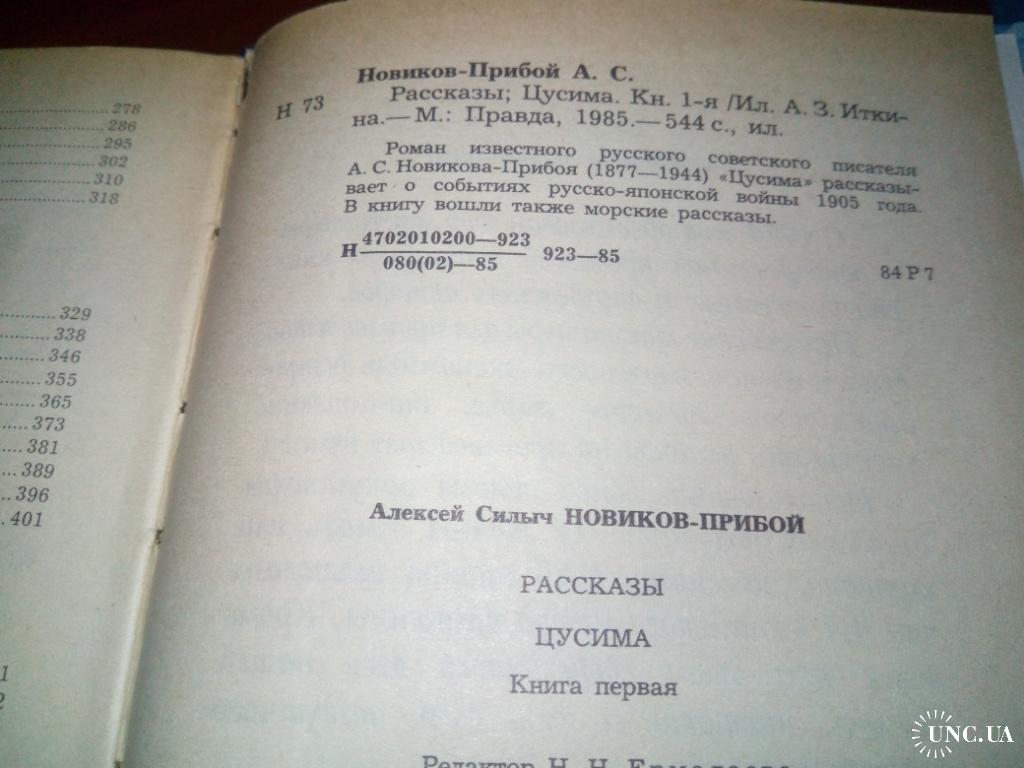 278
286
295
302
310
318
329
338
346
355
365
373
381
389
396
401
1
2
Новиков-Прибой А. С.
Н 73
Рассказы; Цусима. Кн. 1-я /Ил. А. З. Итки-
на.— М.: Правда, 1985.— 544 с., ил.
Роман известного русского советского писателя
А. С. Новикова-Прибоя (1877—1944) «Цусима» рассказы-
вает о событиях русско-японской войны 1905 года.
В книгу вошли также морские рассказы.
Н 4702010200—923 923—85
080(02)—85
84 Р 7
Алексей Силыч НОВИКОВ-ПРИБОЙ
РАССКАЗЫ
ЦУСИМА
Книга первая
Редактор Н. Н.
UNC.UA